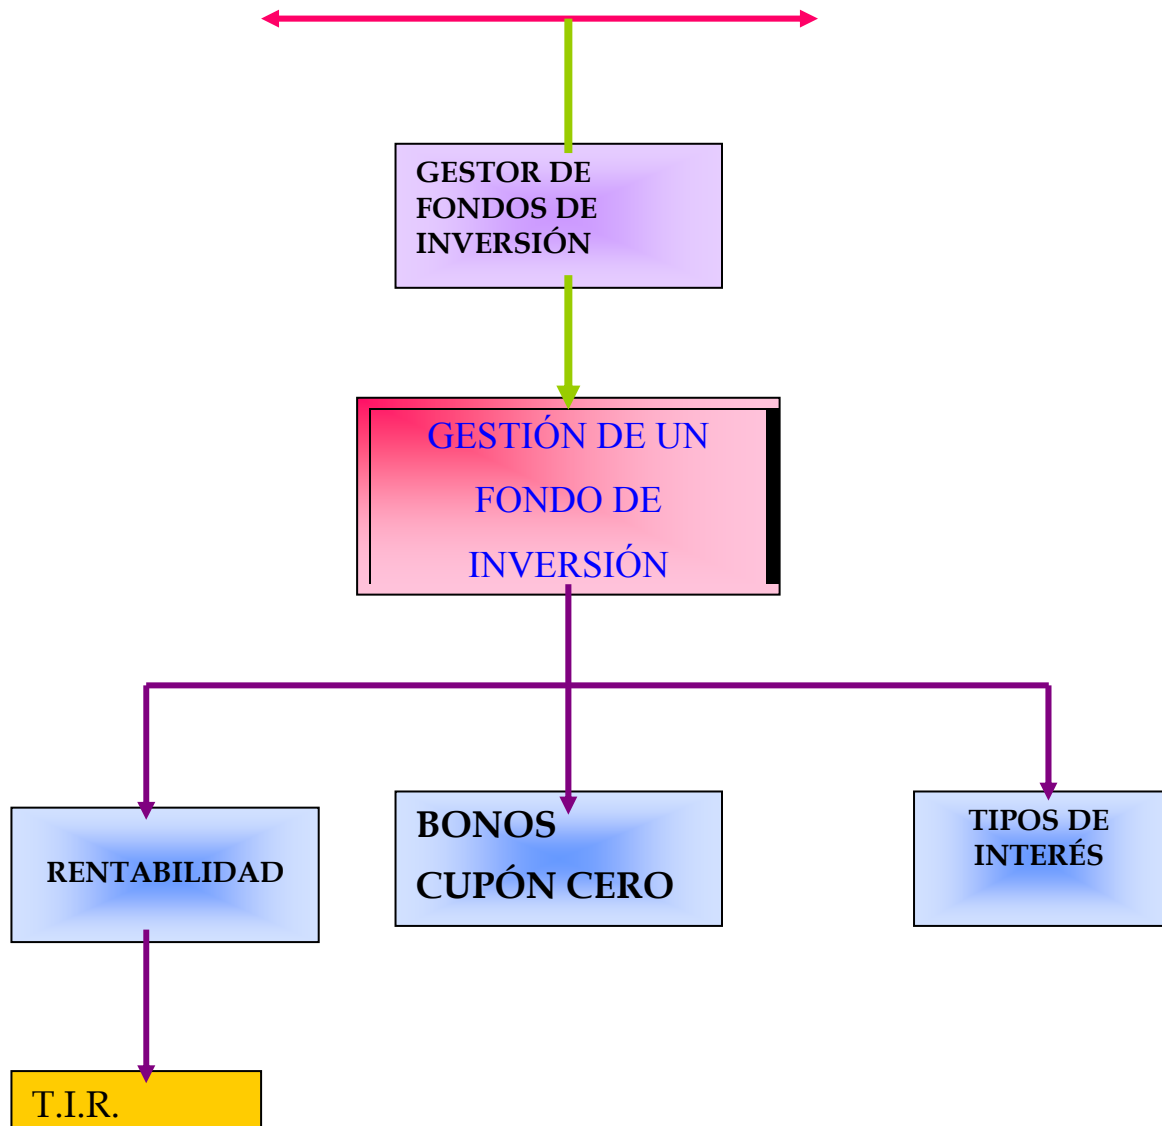 GESTOR DE
FONDOS DE
INVERSIÓN
GESTIÓN DE UN
FONDO DE
INVERSIÓN
RENTABILIDAD
BONOS
CUPÓN CERO
TIPOS DE
INTERÉS
T.I.R.